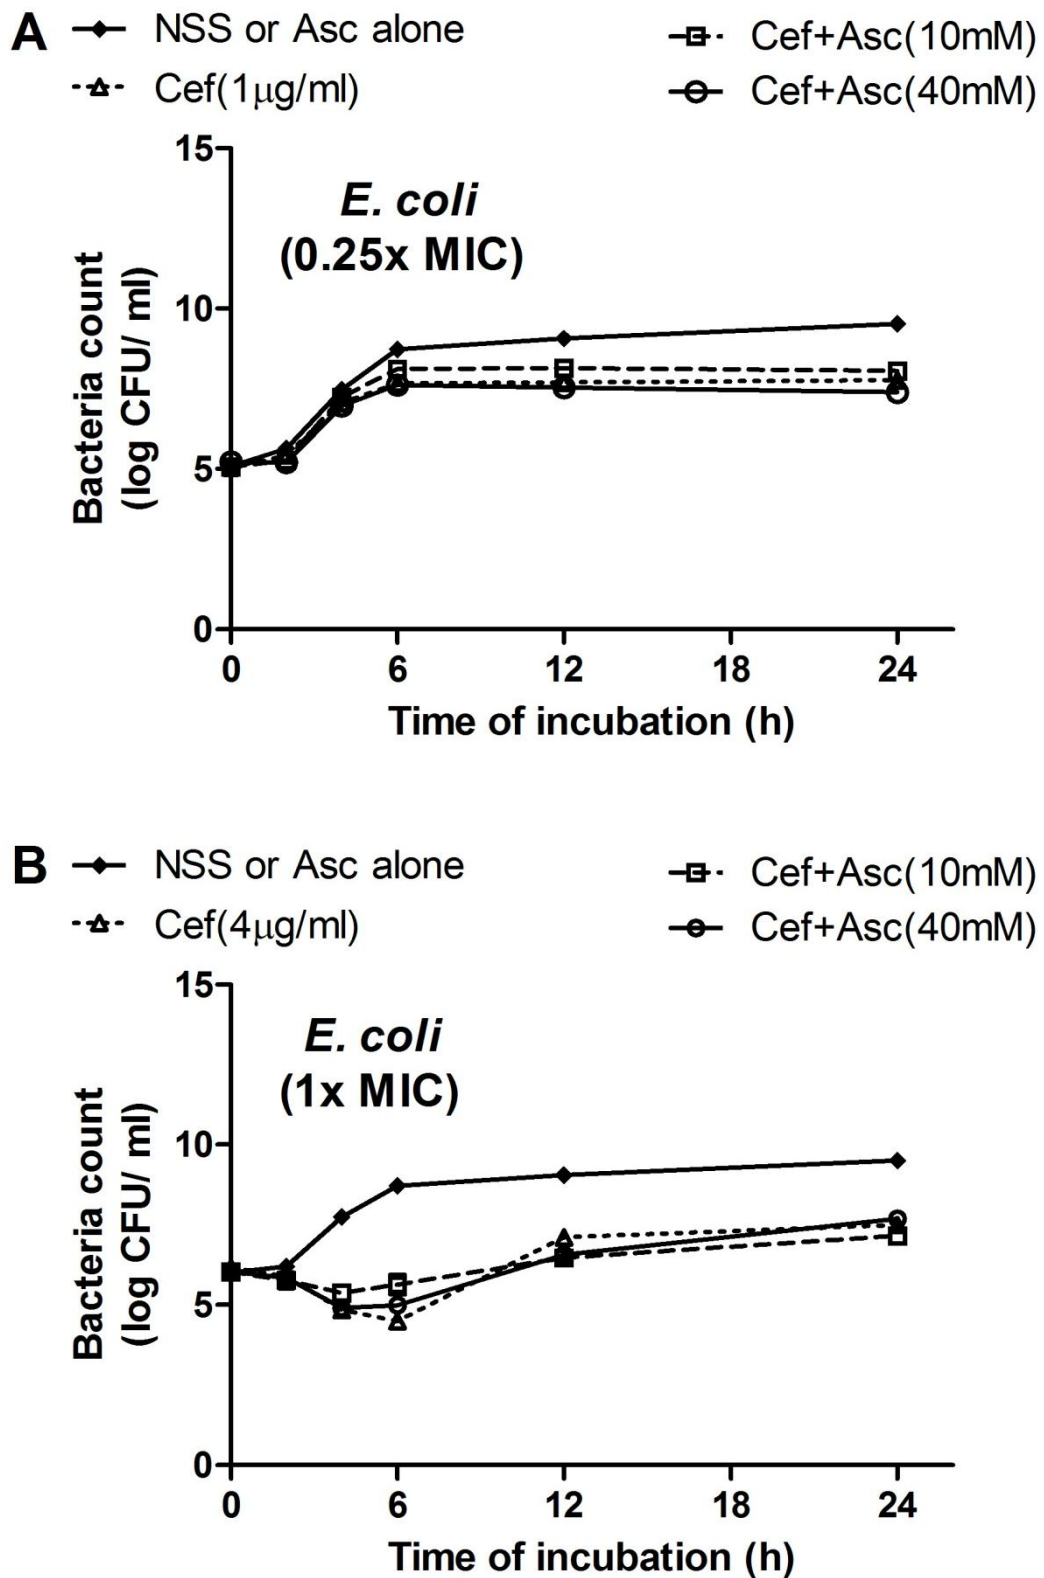 A
NSS or Asc alone
Cef(1μg/ml)
Cef+Asc(10mM)
Cef+Asc(40mM)
15
10
5
0
E. coli
(0.25x MIC)
Bacteria count
(log CFU/ ml)
0 6 12 18 24
Time of incubation (h)
B
NSS or Asc alone
Cef(4μg/ml)
Cef+Asc(10mM)
Cef+Asc(40mM)
15
10
5
0
E. coli
(1x MIC)
Bacteria count
(log CFU/ ml)
0 6 12 18 24
Time of incubation (h)